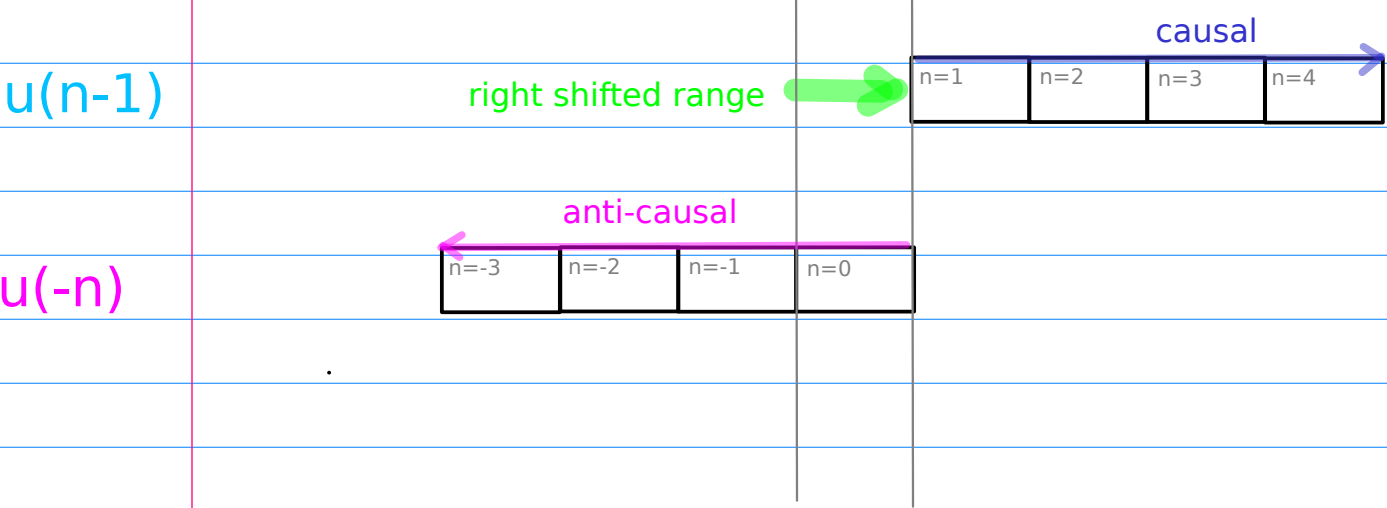 causal
u(n-1)
right shifted range
n=1 n=2 n=3 n=4
anti-causal
u(-n)
n=-3 n=-2 n=-1 n=0